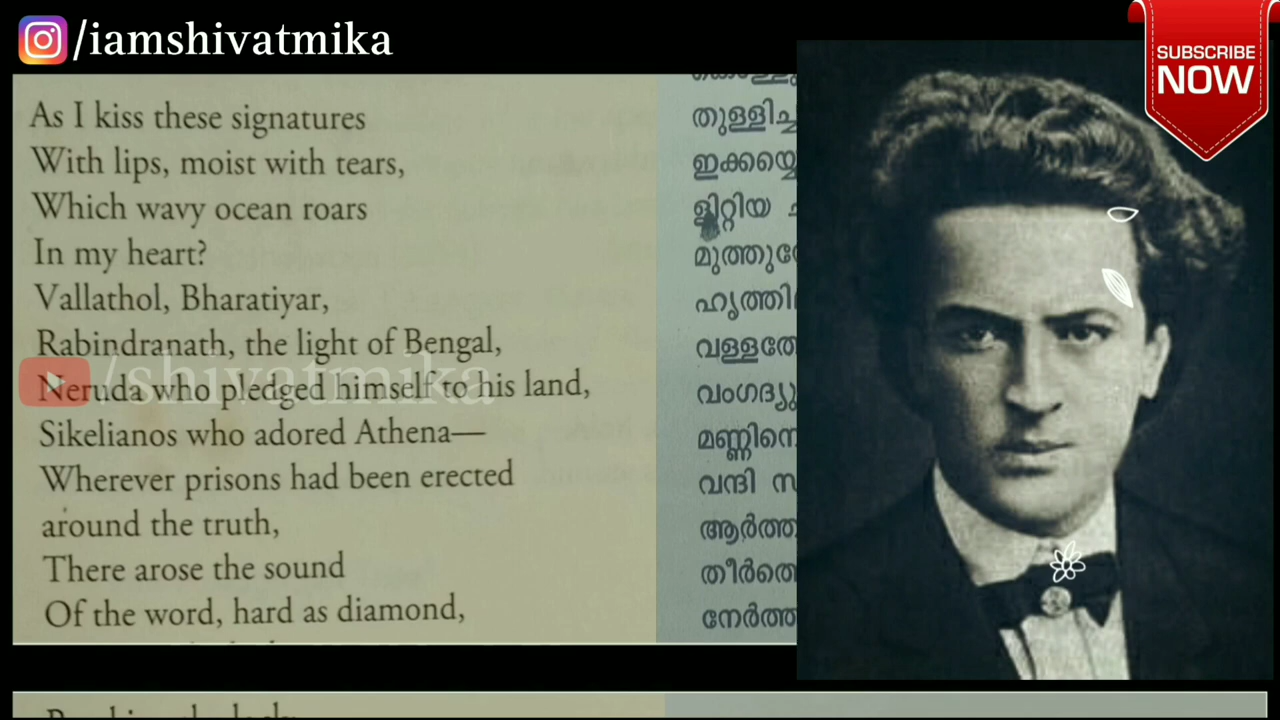 /iamshivatmika
SUBSCRIBE
NOW
As I kiss these signatures
With lips, moist with tears,
Which wavy ocean roars
In my heart?
Vallathol, Bharatiyar,
Rabindranath, the light of Bengal,
Neruda who pledged himself to his land,
Sikelianos who adored Athena—
Wherever prisons had been erected
around the truth,
There arose the sound
Of the word, hard as diamond,
/shivatmika
തുള്ളിച്ച
ഇക്കയ്യെ
ളിറ്റിയ
മുത്തു
ഹൃത്തി
വള്ളത്തേ
വംഗദ്യു
മണ്ണിനെ
വന്ദി സ
ആർത്ത
തീർത്തെ
നേർത്ത